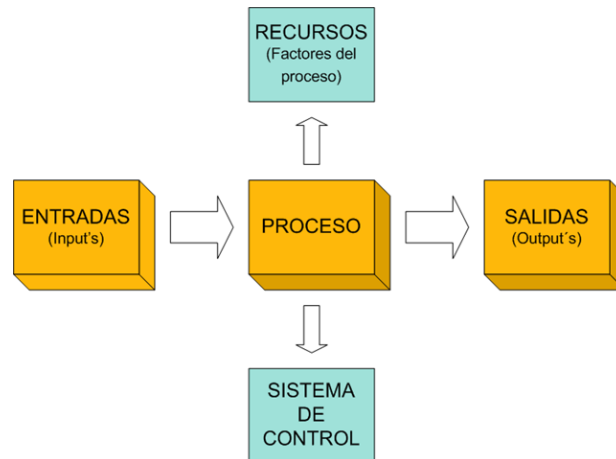 RECURSOS
(Factores del
proceso)
ENTRADAS
(Input's)
PROCESO
SALIDAS
(Output´s)
SISTEMA
DE
CONTROL